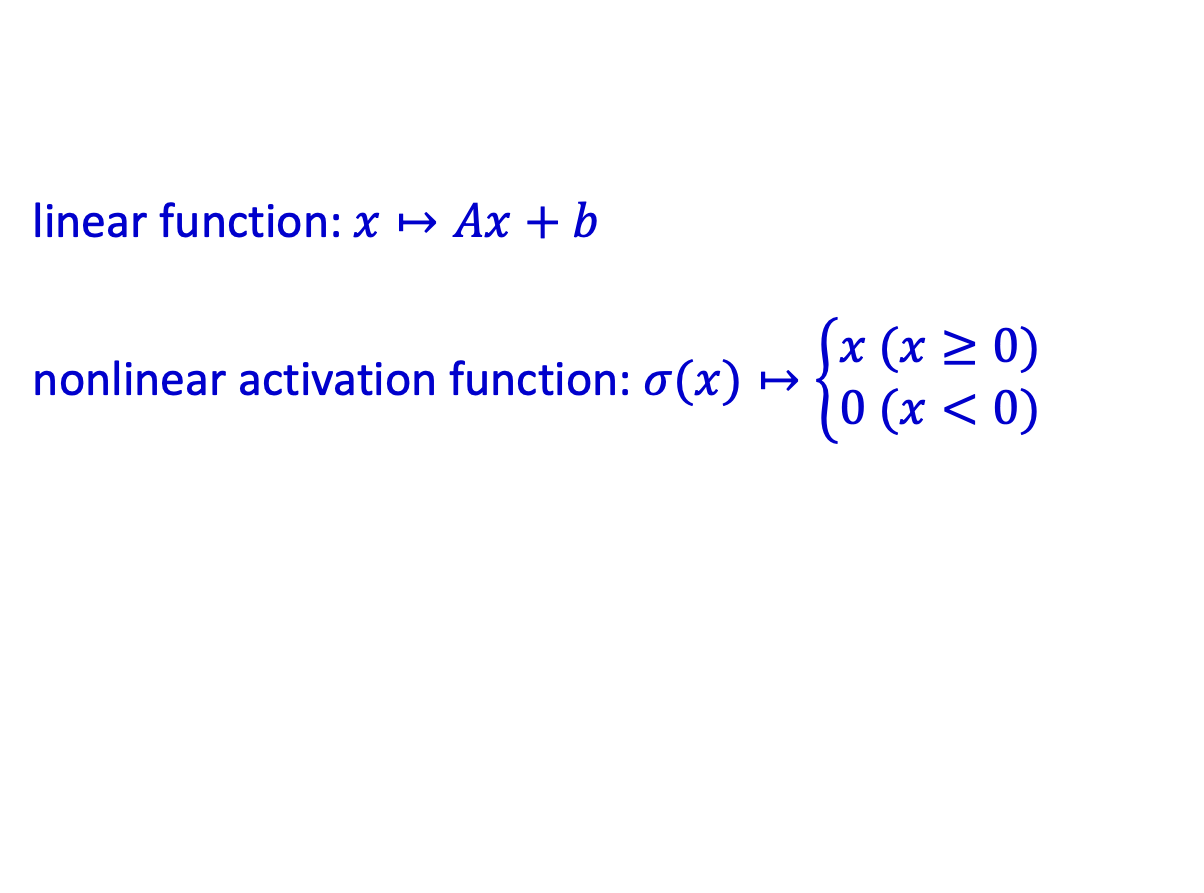 linear function: 𝑥 ↦ 𝐴𝑥 + 𝑏
nonlinear activation function: 𝜎(𝑥) ↦ {𝑥 (𝑥 ≥ 0)
0 (𝑥 < 0)